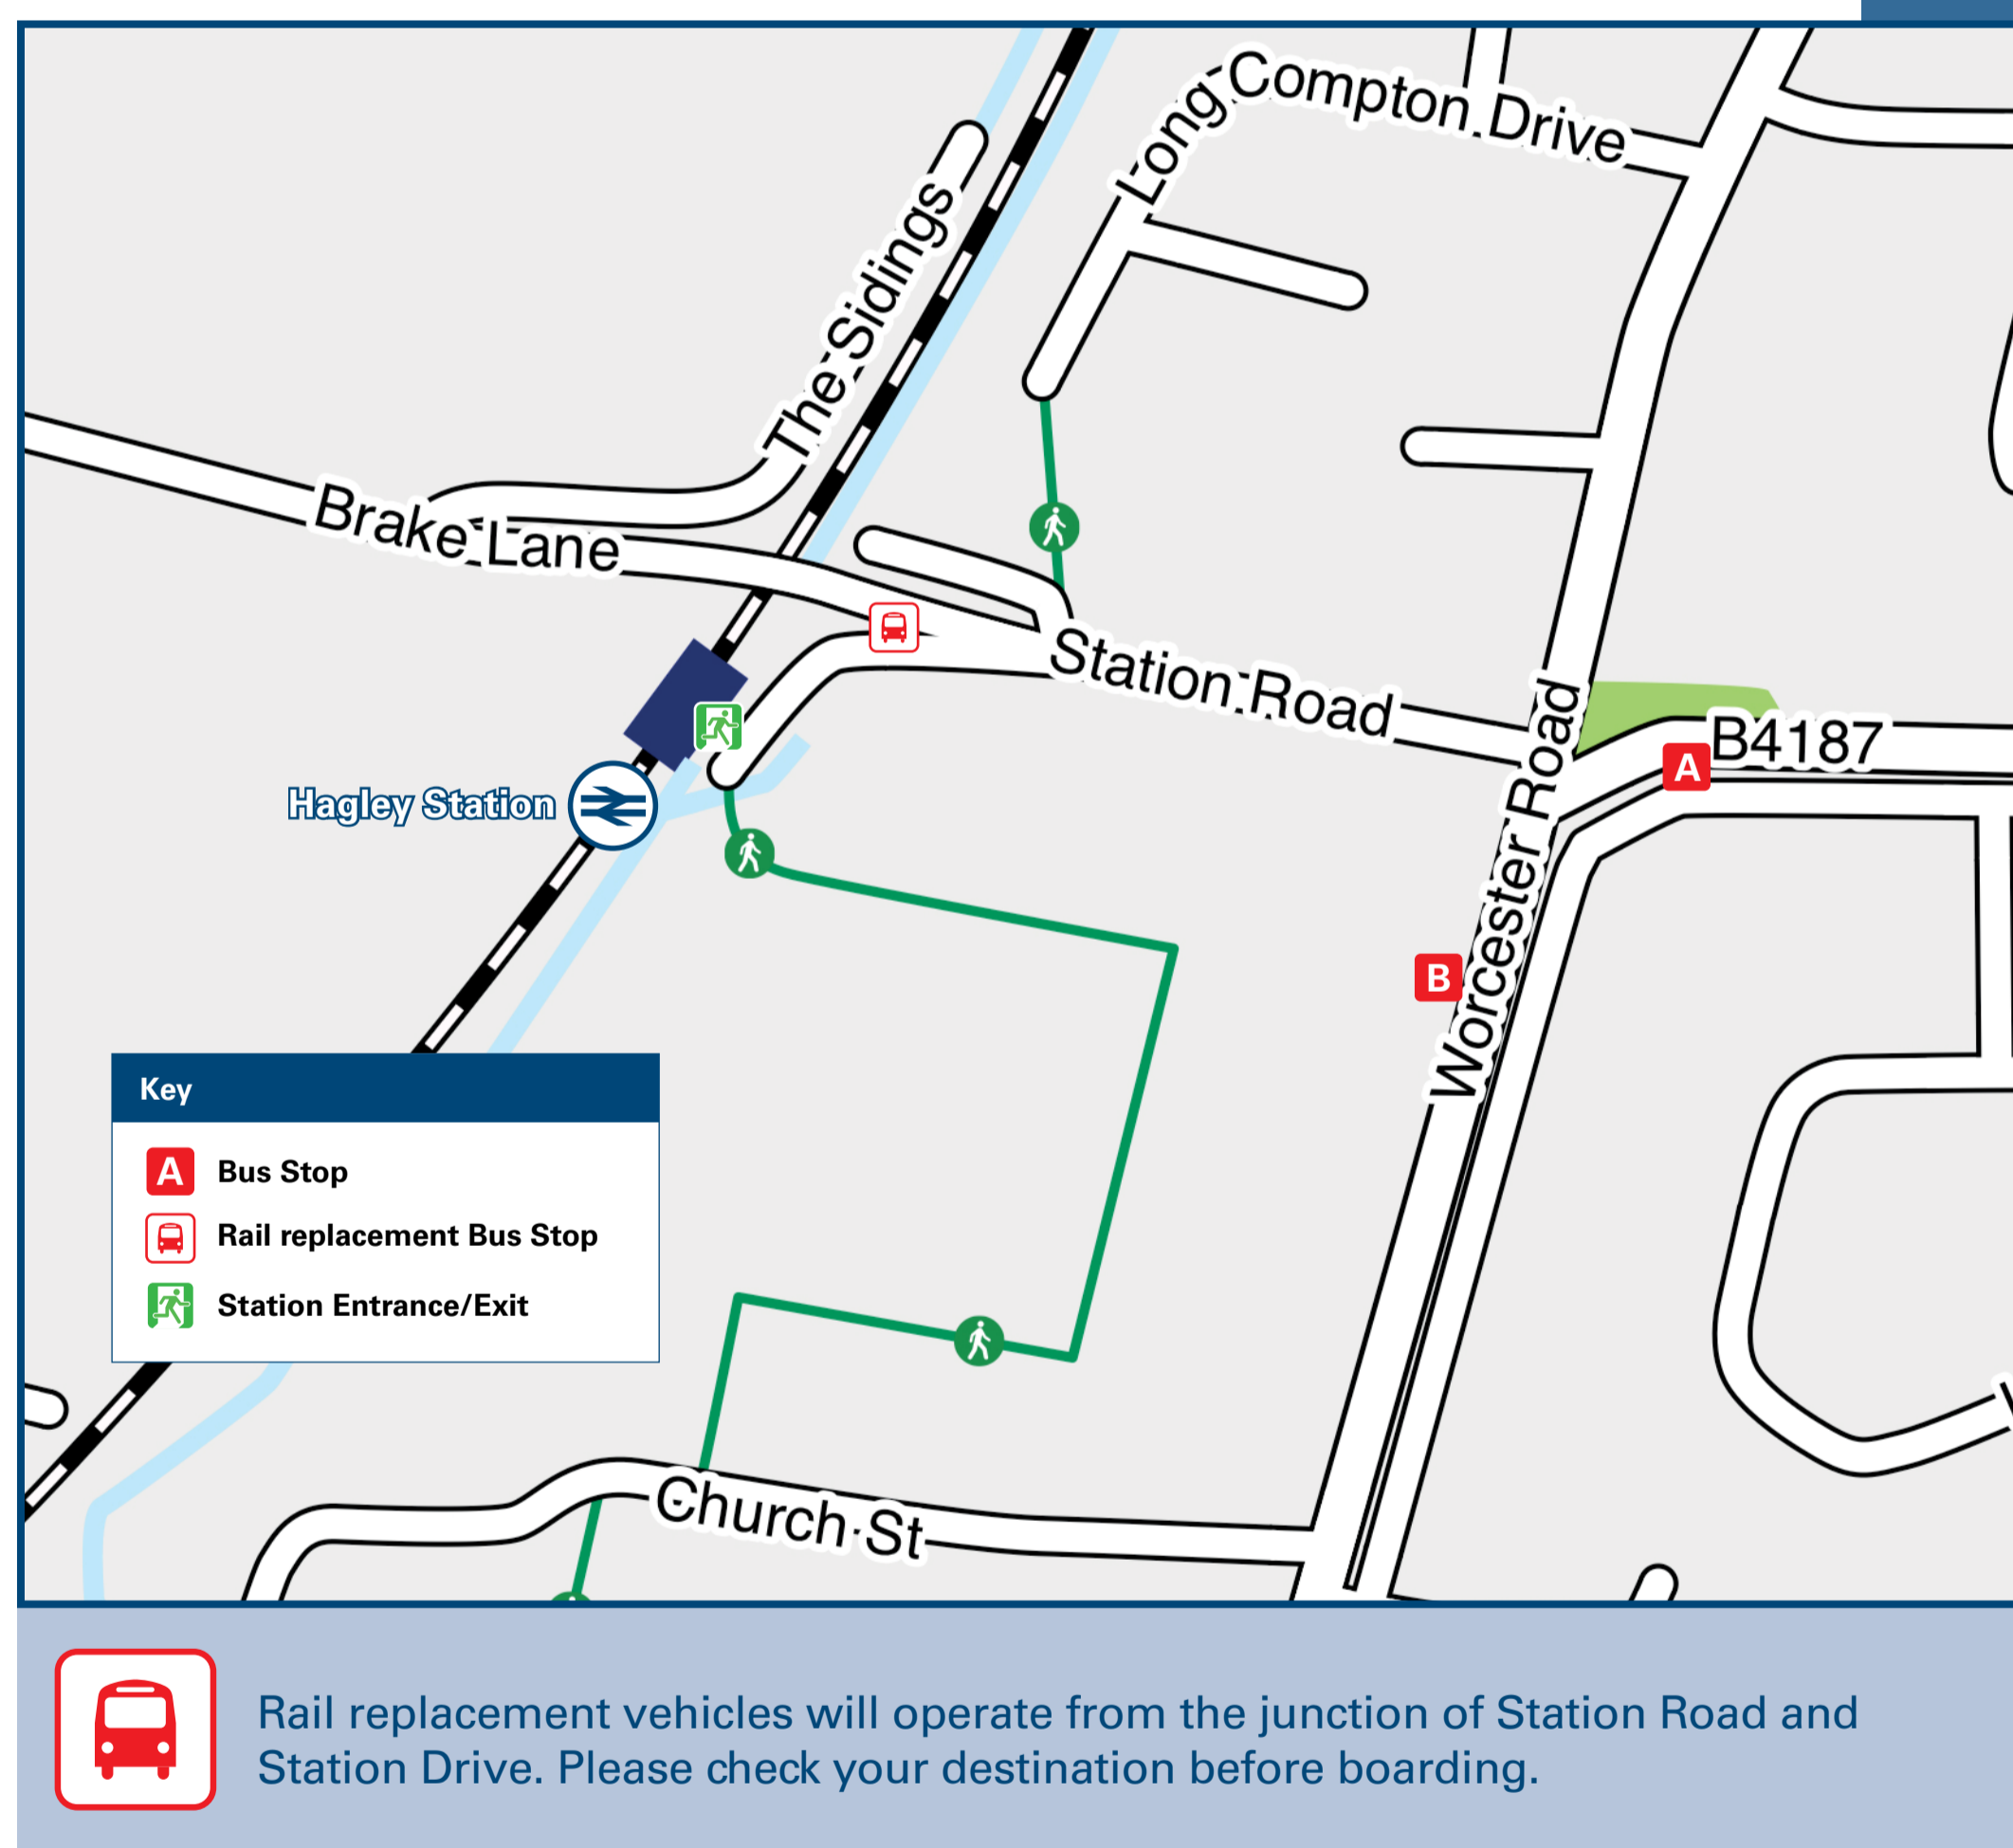 Long Compton Drive
The Sidings
Brake Lane
Station Road
B4187
A
Worcester Road
Hagley Station
B
Key
A Bus Stop
Rail replacement Bus Stop
Station Entrance/Exit
Church St
Rail replacement vehicles will operate from the junction of Station Road and
Station Drive. Please check your destination before boarding.